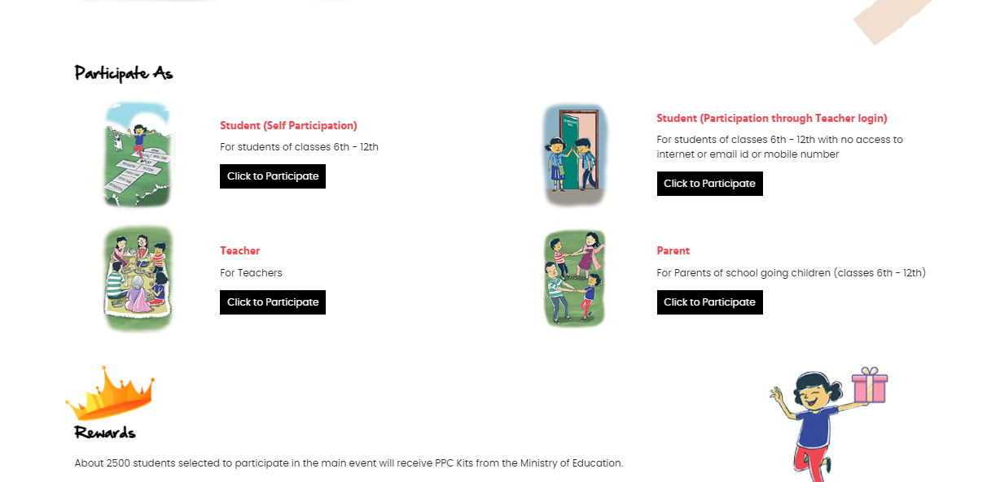 Participate As
Student (Self Participation)
For students of classes 6th - 12th
Click to Participate
Student (Participation through Teacher login)
For students of classes 6th - 12th with no access to
internet or email id or mobile number
Click to Participate
Teacher
For Teachers
Click to Participate
Parent
For Parents of school going children (classes 6th - 12th)
Click to Participate
Rewards
About 2500 students selected to participate in the main event will receive PPC Kits from the Ministry of Education.